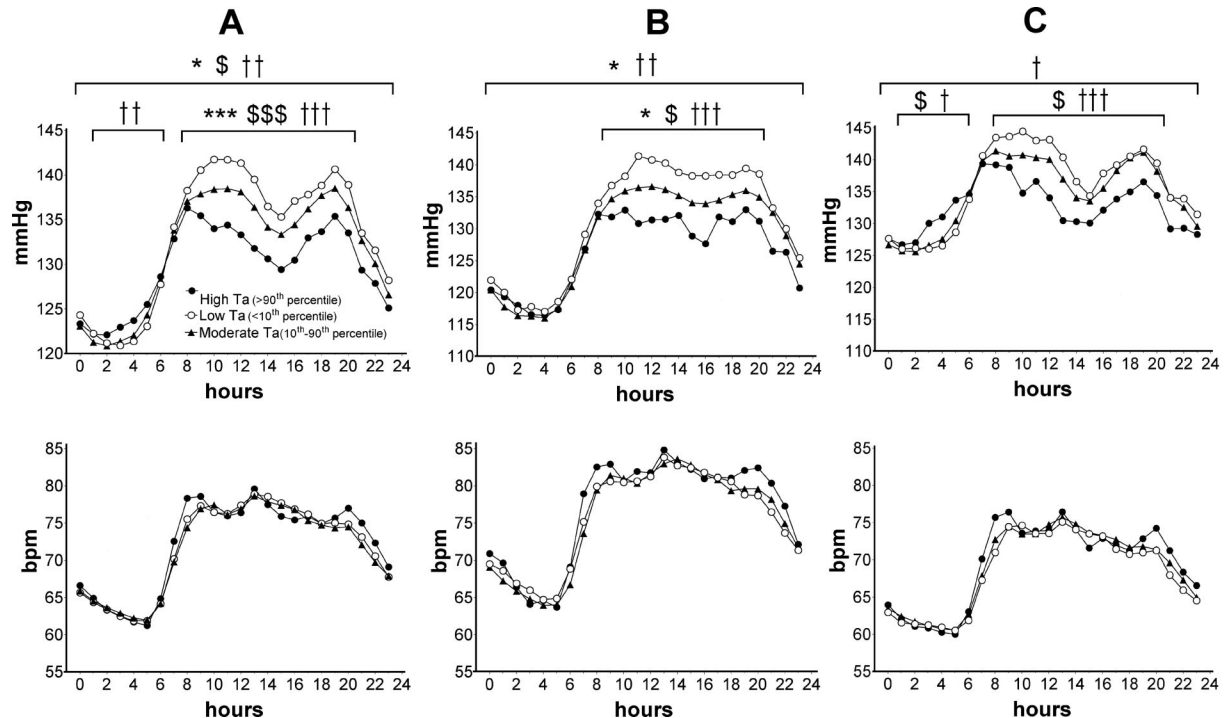 A
* $ ††
††
*** $$$ †††
145
140
135
130
125
120
mmHg
High Ta (>90th percentile)
Low Ta (<10th percentile)
Moderate Ta (10th-90th percentile)
0 2 4 6 8 10 12 14 16 18 20 22 24
hours
B
* ††
* $ †††
145
140
135
130
125
120
115
110
mmHg
0 2 4 6 8 10 12 14 16 18 20 22 24
hours
C
†
$ †
$ †††
145
140
135
130
125
120
115
110
mmHg
0 2 4 6 8 10 12 14 16 18 20 22 24
hours
85
80
75
70
65
60
55
bpm
0 2 4 6 8 10 12 14 16 18 20 22 24
hours
85
80
75
70
65
60
55
bpm
0 2 4 6 8 10 12 14 16 18 20 22 24
hours
85
80
75
70
65
60
55
bpm
0 2 4 6 8 10 12 14 16 18 20 22 24
hours